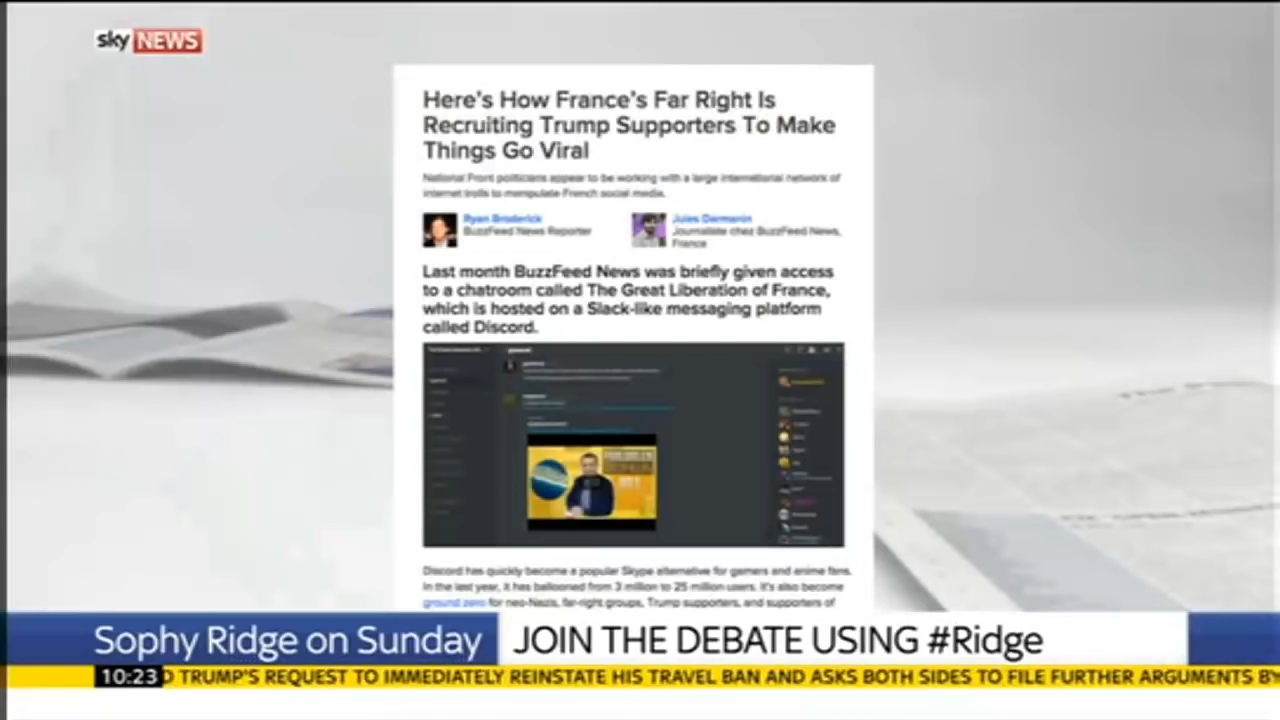 sky NEWS
Here's How France's Far Right Is
Recruiting Trump Supporters To Make
Things Go Viral
National Front politicians appear to be working with a large international network of
internet trolls to manipulate French social media.
Ryan Broderick
BuzzFeed News Reporter
Jules Darmanin
Journaliste chez BuzzFeed News,
France
Last month BuzzFeed News was briefly given access
to a chatroom called The Great Liberation of France,
which is hosted on a Slack-like messaging platform
called Discord.
Discord has quickly become a popular Skype alternative for gamers and anime fans.
In the last year, it has ballooned from 3 million to 25 million users. It's also become
ground zero for neo-Nazis, far-right groups, Trump supporters, and supporters of
Sophy Ridge on Sunday
JOIN THE DEBATE USING #Ridge
10:23 D TRUMP'S REQUEST TO IMMEDIATELY REINSTATE HIS TRAVEL BAN AND ASKS BOTH SIDES TO FILE FURTHER ARGUMENTS BY